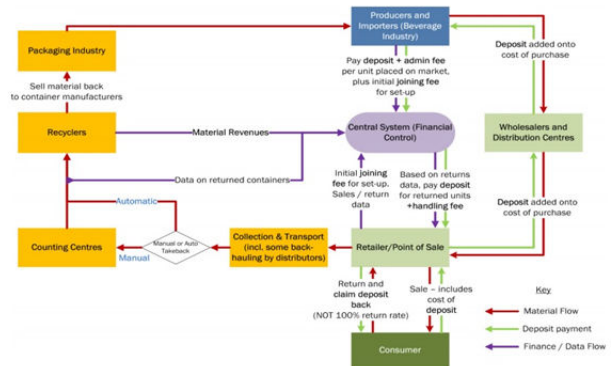 Producers and
Importers (Beverage
Industry)
Packaging Industry
Deposit added onto
cost of purchase
Pay deposit + admin fee
per unit placed on market,
plus initial joining fee
for set-up
Sell material back
to container manufacturers
Recyclers
Material Revenues
Central System (Financial
Control)
Wholesalers and
Distribution Centres
Data on returned containers
Initial joining
fee for set-up.
Sales / return
data
Based on returns
data, pay deposit
for returned units
+handling fee
Automatic
Deposit added onto
cost of purchase
Counting Centres
Manual
Manual or Auto
Takeback
Collection & Transport
(incl. some back-
hauling by distributors)
Retailer/Point of Sale
Return and
claim deposit
back
(NOT 100% return rate)
Sale – includes
cost of
deposit
Key
Material Flow
Deposit payment
Finance / Data Flow
Consumer